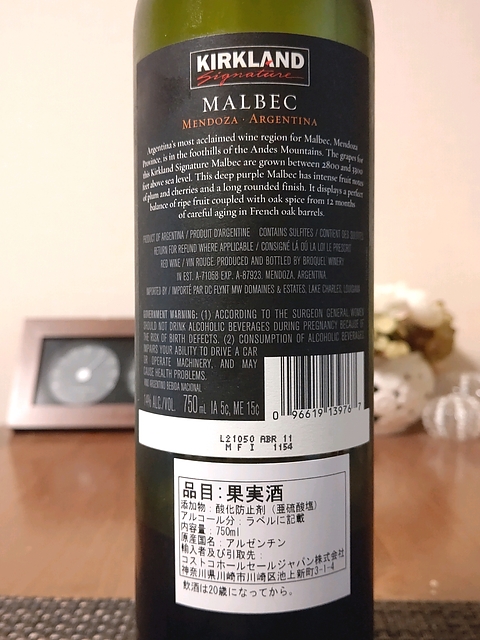 KIRKLAND
Signature
MALBEC
MENDOZA · ARGENTINA
Argentina's most acclaimed wine region for Malbec, Mendoza
Province, is in the foothills of the Andes Mountains. The grapes for
this Kirkland Signature Malbec are grown between 2800 and
feet above sea level. This deep purple Malbec has intense fruit notes
of plum and cherries and a long rounded finish. It displays a perfect
balance of ripe fruit coupled with oak spice from 12 months
of careful aging in French oak barrels.
PRODUCT OF ARGENTINA / PRODUIT D'ARGENTINE CONTAINS SULFITES / CONTIENT DES
RETURN FOR REFUND WHERE APPLICABLE / CONSIGNÉ LÀ OÙ LA LOI LE PRESCRIT
RED WINE / VIN ROUGE. PRODUCED AND BOTTLED BY BROQUEL WINERY
IN EST. A-71058 EXP. A-87923. MENDOZA, ARGENTINA
IMPORTED BY / IMPORTÉ PAR DC FLYNT MW DOMAINES & ESTATES. LAKE CHARLES, LOUISIANA
GOVERNMENT WARNING: (1) ACCORDING TO THE SURGEON GENERAL, WOMEN
SHOULD NOT DRINK ALCOHOLIC BEVERAGES DURING PREGNANCY BECAUSE OF
THE RISK OF BIRTH DEFECTS. (2) CONSUMPTION OF ALCOHOLIC BEVERAGES
IMPAIRS YOUR ABILITY TO DRIVE A CAR
OR OPERATE MACHINERY, AND MAY
CAUSE HEALTH PROBLEMS.
VINO ARGENTINO BEBIDA NACIONAL
14% ALC./VOL. 750 mL IA 5c, ME 15c
0 96619 13976 7
L21050 ABR 11
M F I 1154
品目:果実酒
添加物:酸化防止剤(亜硫酸塩)
アルコール分:ラベルに記載
内容量:750ml
原産国名:アルゼンチン
輸入者及び引取先:
コストコホールセールジャパン株式会社
神奈川県川崎市川崎区池上新町3-1-4
飲酒は20歳になってから。